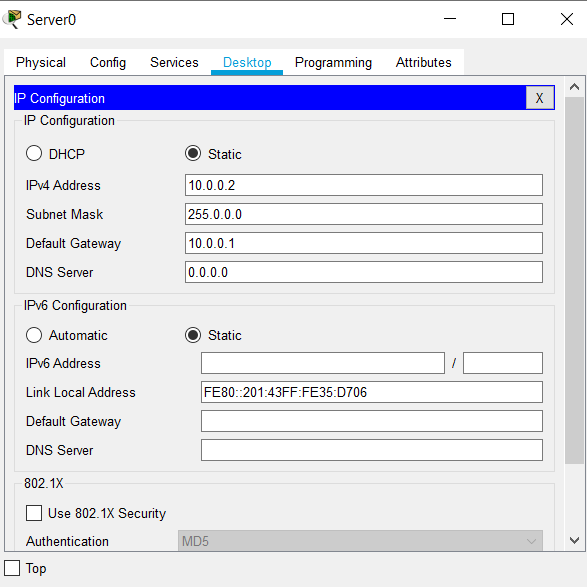 Server0
Physical Config Services Desktop Programming Attributes
IP Configuration X
IP Configuration
DHCP Static
IPv4 Address 10.0.0.2
Subnet Mask 255.0.0.0
Default Gateway 10.0.0.1
DNS Server 0.0.0.0
IPv6 Configuration
Automatic Static
IPv6 Address /
Link Local Address FE80::201:43FF:FE35:D706
Default Gateway
DNS Server
802.1X
Use 802.1X Security
Authentication MD5
Top